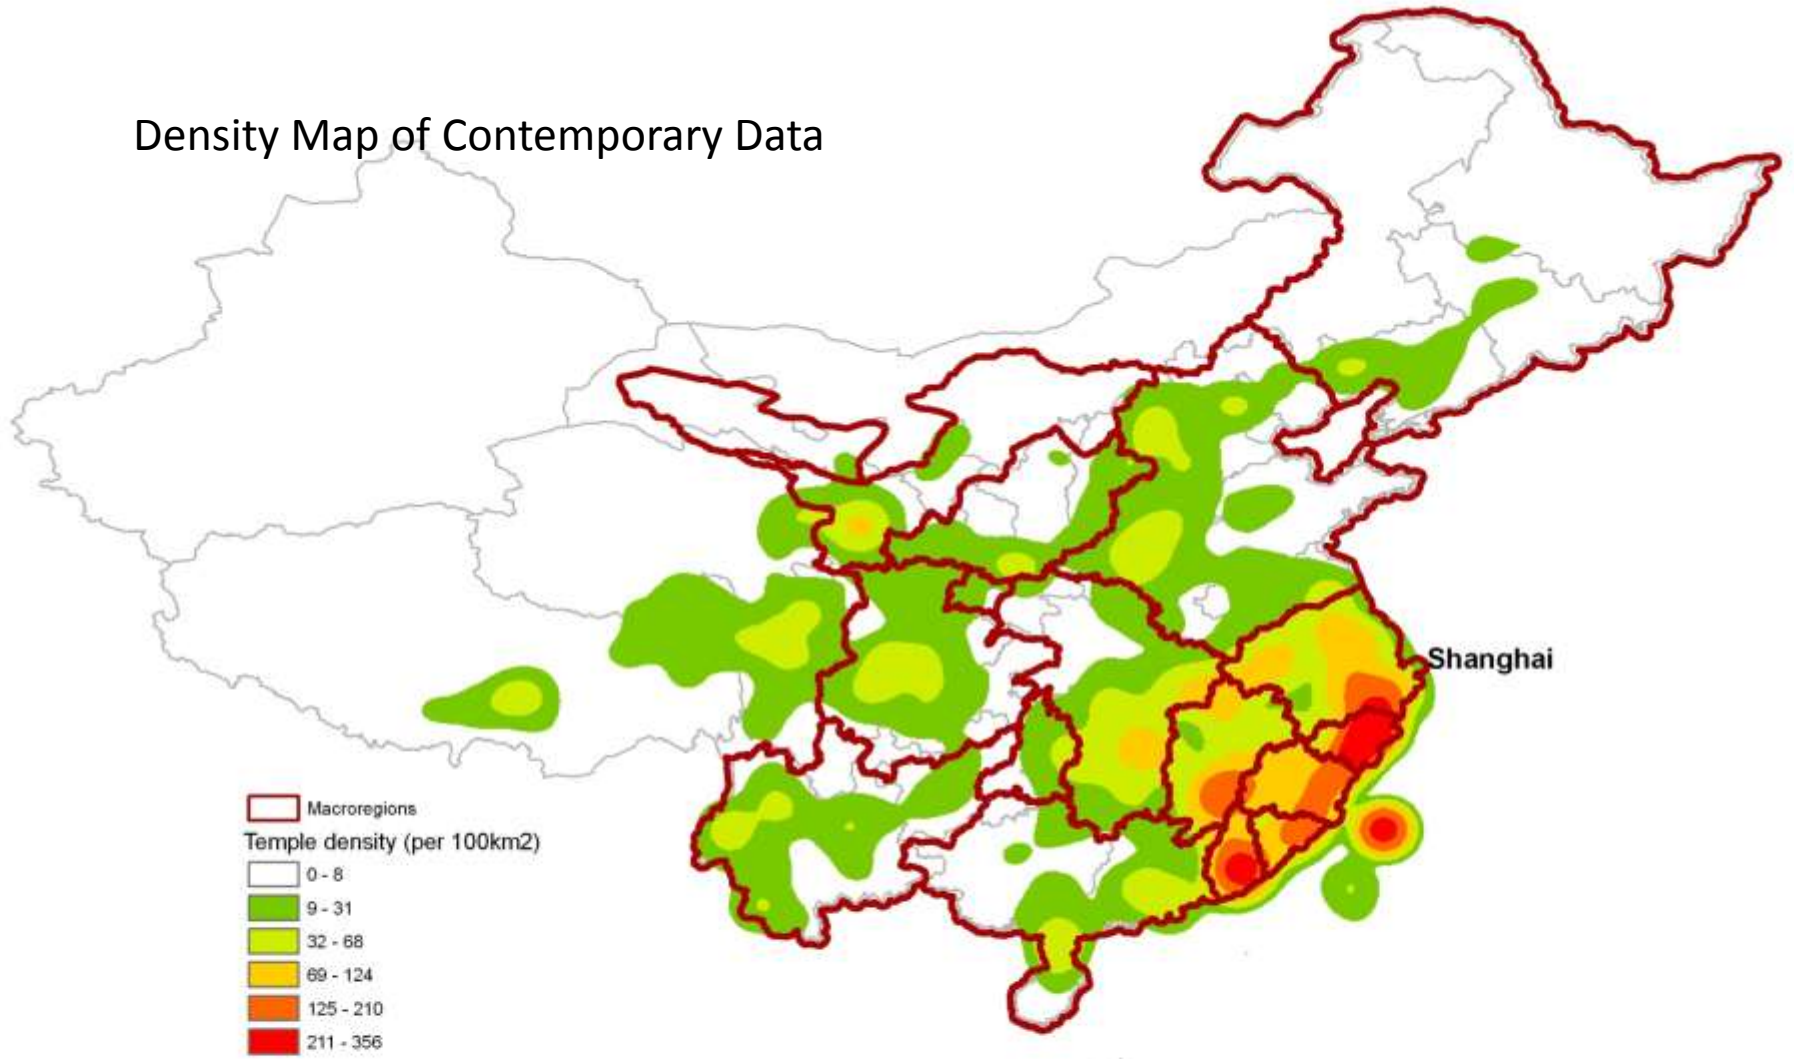 Density Map of Contemporary Data
Shanghai
Macroregions
Temple density (per 100km2)
0 - 8
9 - 31
32 - 68
69 - 124
125 - 210
211 - 356